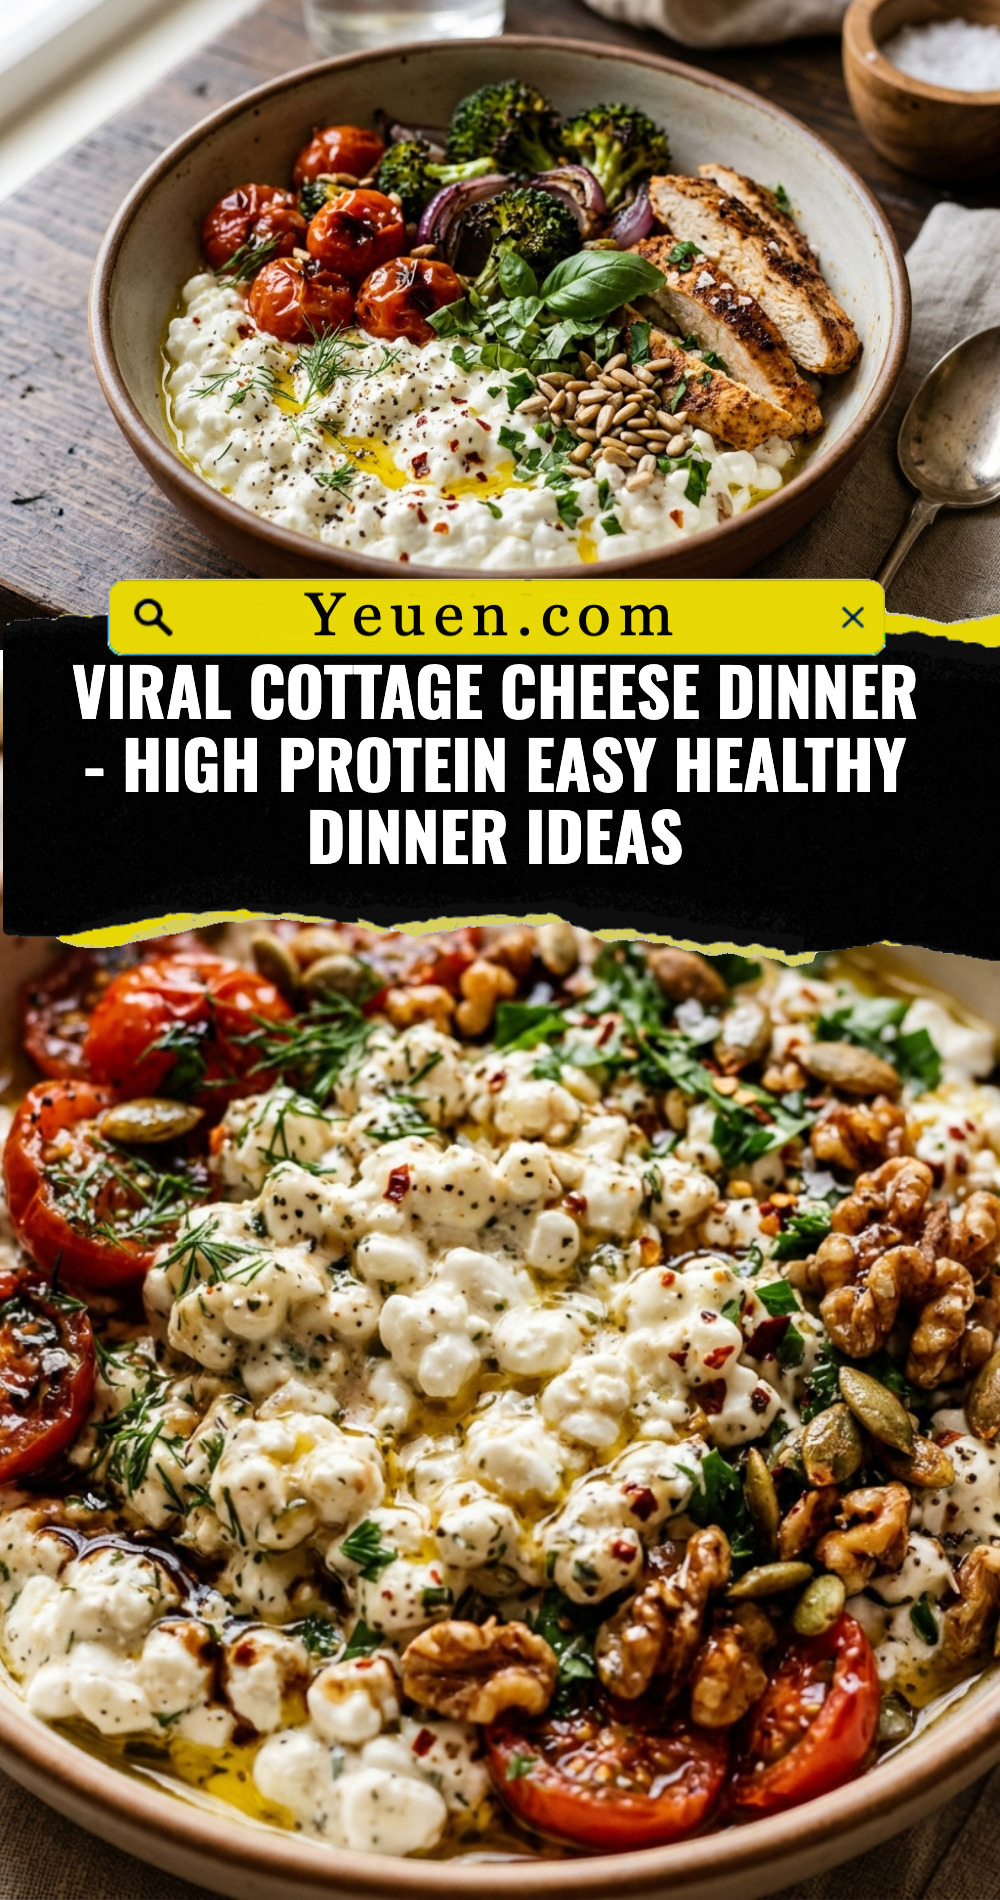 Yeuen.com
VIRAL COTTAGE CHEESE DINNER
- HIGH PROTEIN EASY HEALTHY
DINNER IDEAS